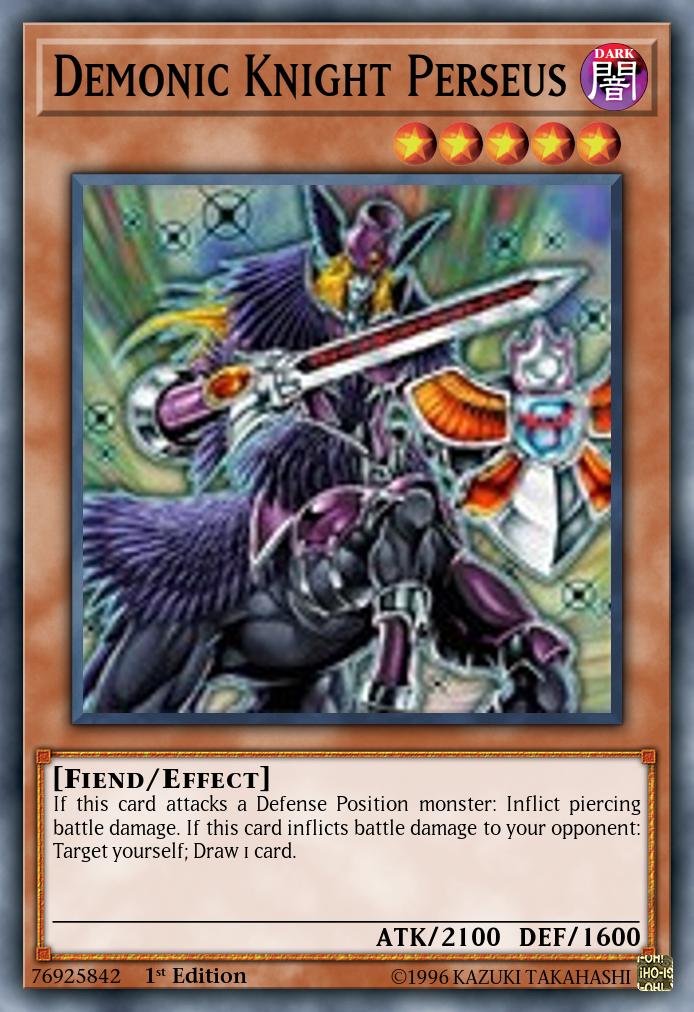 Demonic Knight Perseus
DARK
闇
[Fiend/Effect]
If this card attacks a Defense Position monster: Inflict piercing
battle damage. If this card inflicts battle damage to your opponent:
Target yourself; Draw 1 card.
ATK/2100 DEF/1600
76925842 1st Edition ©1996 KAZUKI TAKAHASHI